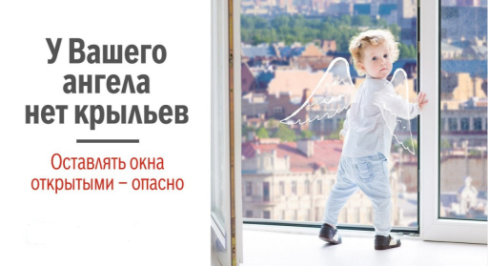 У Вашего
ангела
нет крыльев
Оставлять окна
открытыми – опасно